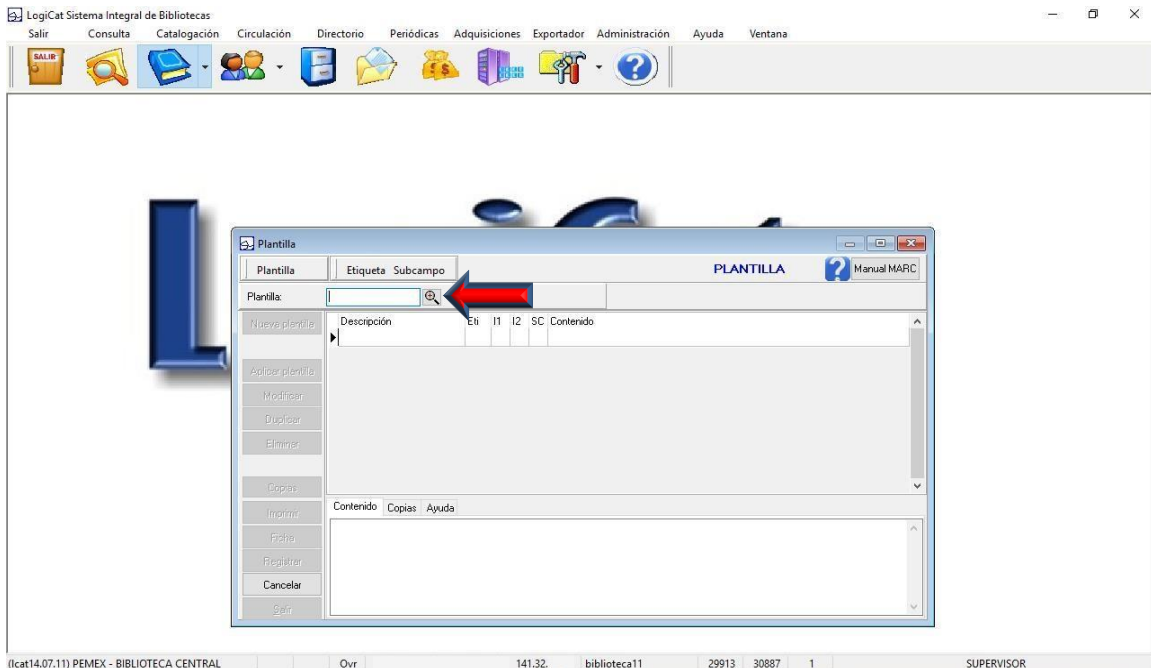 LogiCat Sistema Integral de Bibliotecas
Salir Consulta Catalogación Circulación Directorio Periódicas Adquisiciones Exportador Administración Ayuda Ventana
SALIR
Plantilla
Plantilla Etiqueta Subcampo PLANTILLA Manual MARC
Plantilla:
Nueva plantilla Descripción Eti I1 I2 SC Contenido
Aplicar plantilla
Modificar
Duplicar
Eliminar
Copias
Imprimir Contenido Copias Ayuda
Ficha
Registrar
Cancelar
Salir
(lcat14.07.11) PEMEX - BIBLIOTECA CENTRAL Ovr 141.32. biblioteca11 29913 30887 1 SUPERVISOR